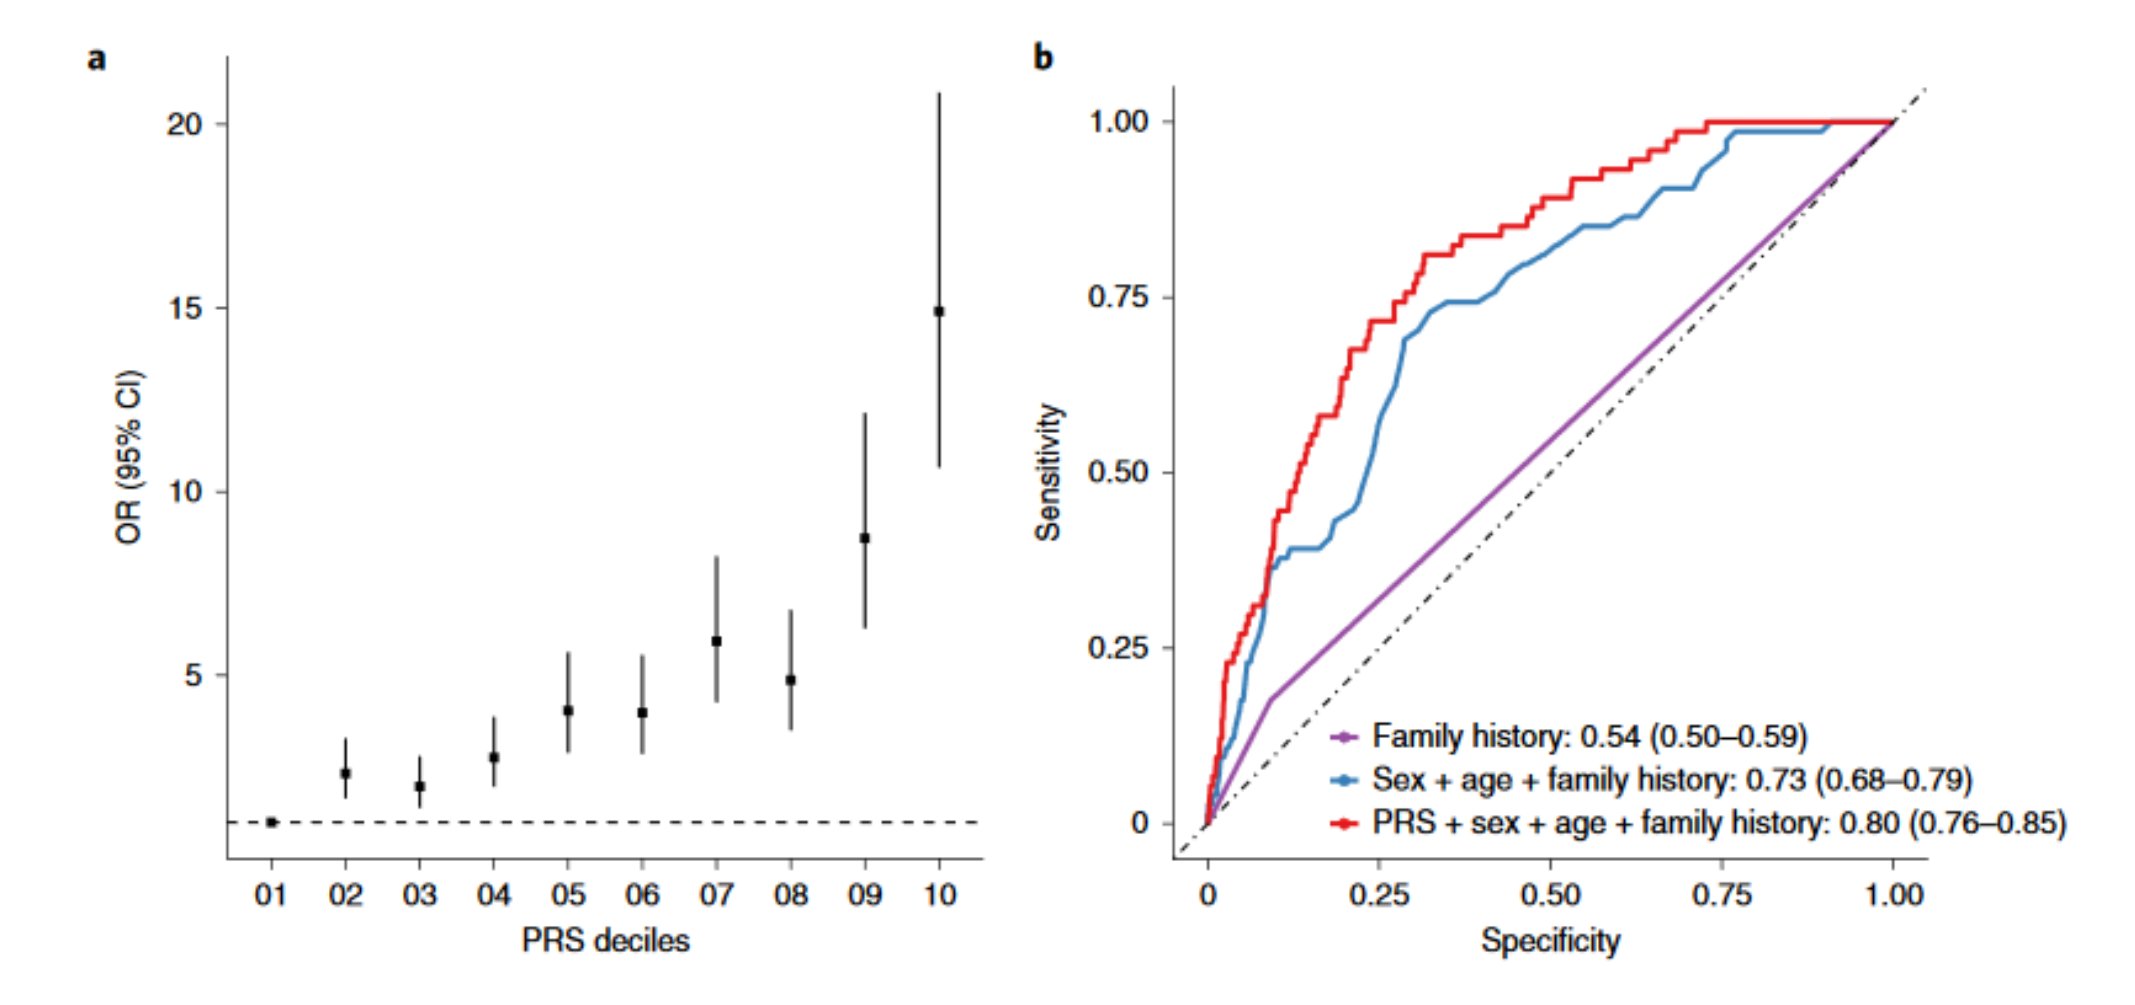 a
20
15
10
5
OR (95% CI)
01 02 03 04 05 06 07 08 09 10
PRS deciles
b
1.00
0.75
0.50
0.25
0
Sensitivity
Family history: 0.54 (0.50–0.59)
Sex + age + family history: 0.73 (0.68–0.79)
PRS + sex + age + family history: 0.80 (0.76–0.85)
0 0.25 0.50 0.75 1.00
Specificity